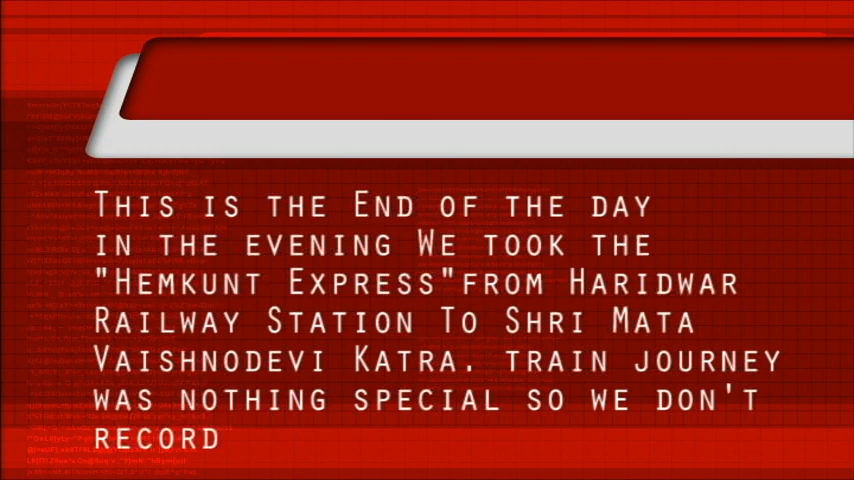 This is the End of the day
in the evening We took the
"Hemkunt Express"from Haridwar
Railway Station To Shri Mata
Vaishnodevi Katra. train journey
was nothing special so we don't
record